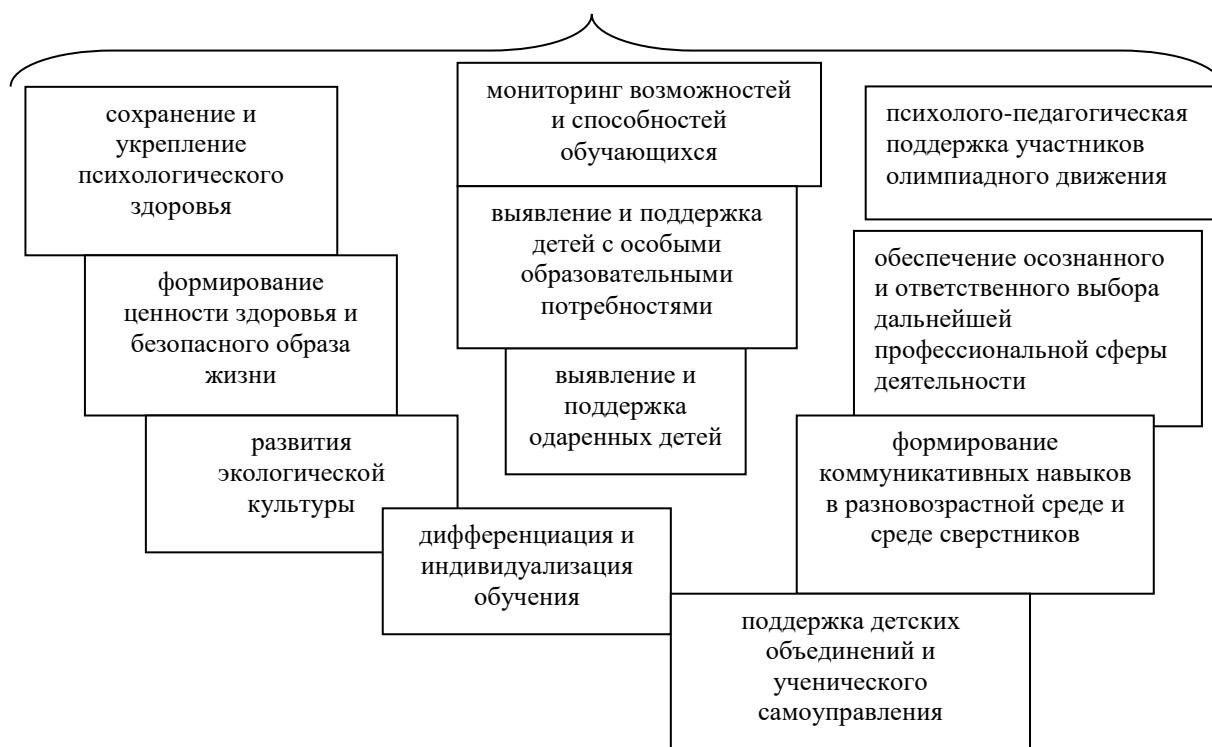 сохранение и
укрепление
психологического
здоровья
формирование
ценности здоровья и
безопасного образа
жизни
развития
экологической
культуры
дифференциация и
индивидуализация
обучения
мониторинг возможностей
и способностей
обучающихся
выявление и поддержка
детей с особыми
образовательными
потребностями
выявление и
поддержка
одаренных детей
психолого-педагогическая
поддержка участников
олимпиадного движения
обеспечение осознанного
и ответственного выбора
дальнейшей
профессиональной сферы
деятельности
формирование
коммуникативных навыков
в разновозрастной среде и
среде сверстников
поддержка детских
объединений и
ученического
самоуправления